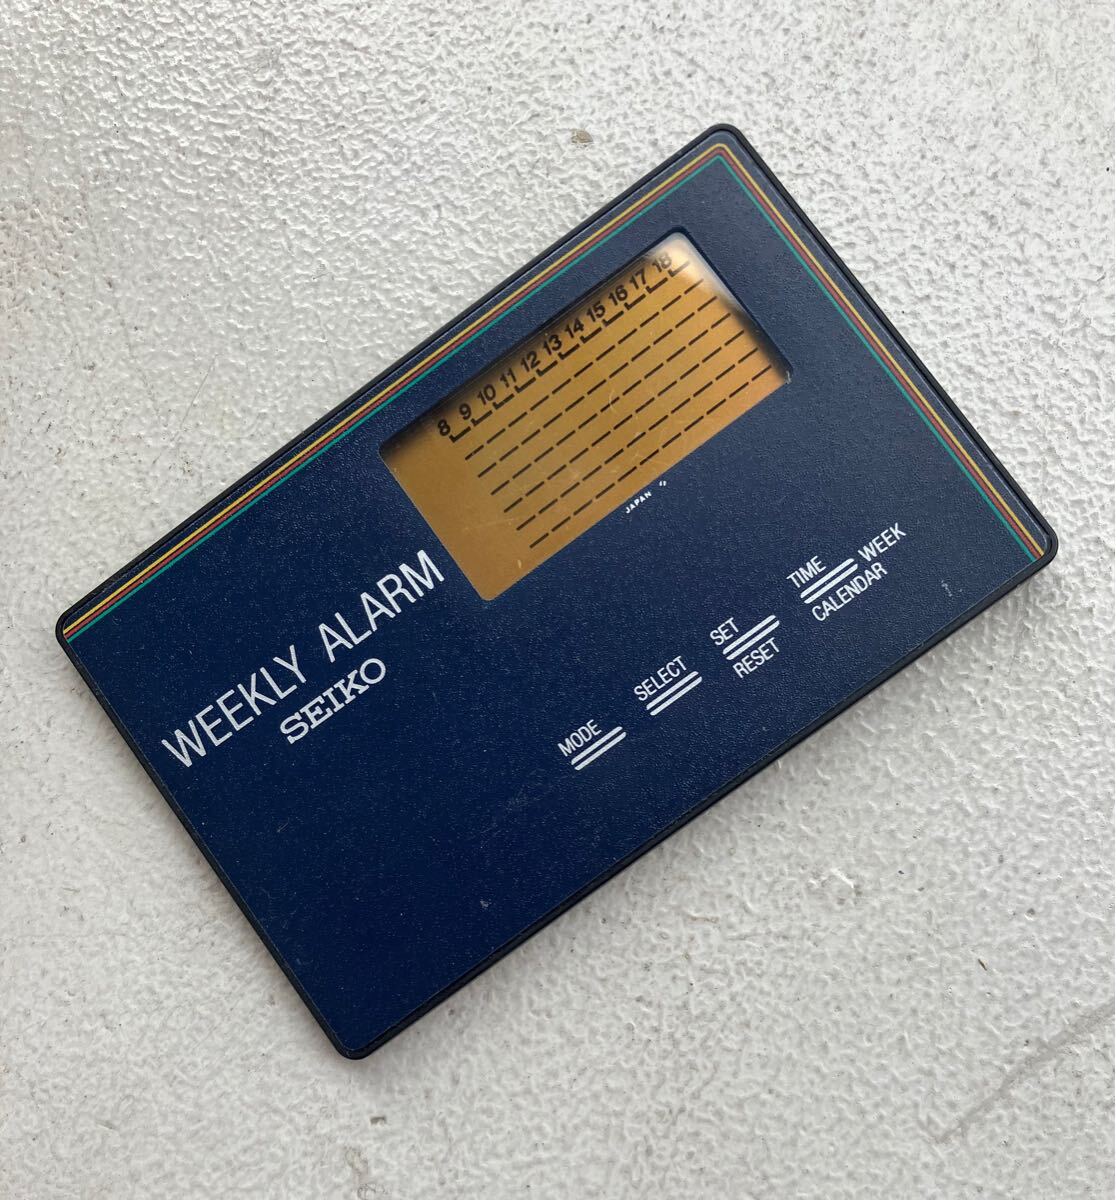 8 9 10 11 12 13 14 15 16 17 18
JAPAN
WEEKLY ALARM
SEIKO
MODE
SELECT
SET
RESET
TIME WEEK
CALENDAR